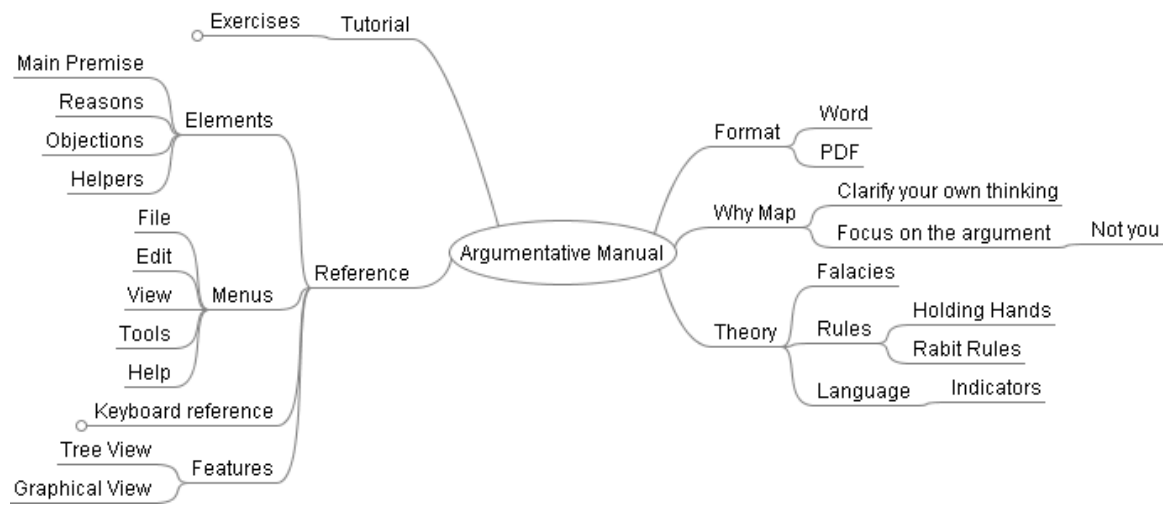 Exercises
Tutorial
Main Premise
Reasons
Elements
Objections
Helpers
File
Edit
View
Menus
Tools
Help
Reference
Keyboard reference
Tree View
Features
Graphical View
Argumentative Manual
Format
Word
PDF
Why Map
Clarify your own thinking
Focus on the argument
Not you
Theory
Falacies
Rules
Holding Hands
Rabit Rules
Language
Indicators